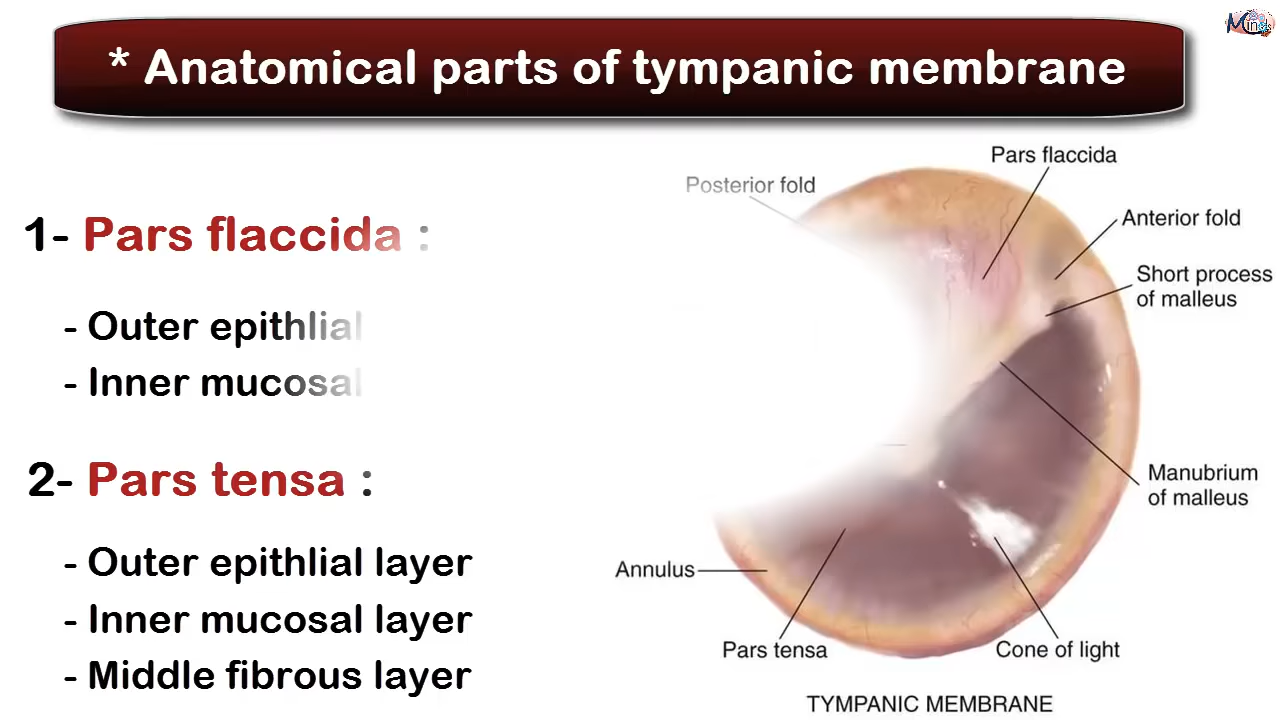 * Anatomical parts of tympanic membrane
1- Pars flaccida :
- Outer epithlial
- Inner mucosal
2- Pars tensa :
- Outer epithlial layer
- Inner mucosal layer
- Middle fibrous layer
Pars flaccida
Posterior fold
Anterior fold
Short process
of malleus
Manubrium
of malleus
Annulus
Pars tensa
Cone of light
TYMPANIC MEMBRANE